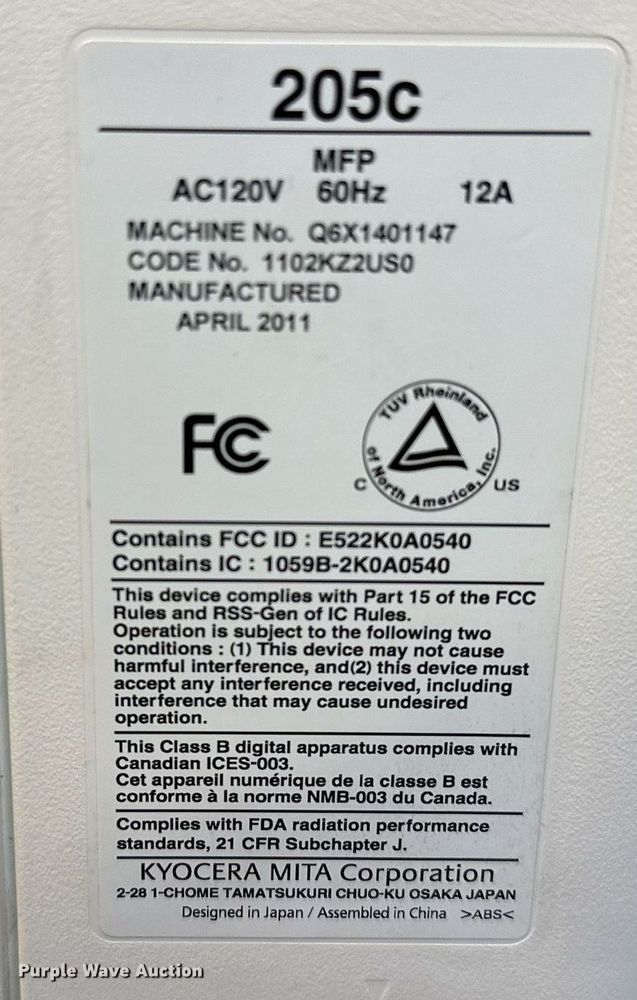 205c
MFP
AC120V 60Hz 12A
MACHINE No. Q6X1401147
CODE No. 1102KZ2US0
MANUFACTURED
APRIL 2011
FC
TUV Rheinland
of North America, Inc.
C US
Contains FCC ID : E522K0A0540
Contains IC : 1059B-2K0A0540
This device complies with Part 15 of the FCC
Rules and RSS-Gen of IC Rules.
Operation is subject to the following two
conditions : (1) This device may not cause
harmful interference, and(2) this device must
accept any interference received, including
interference that may cause undesired
operation.
This Class B digital apparatus complies with
Canadian ICES-003.
Cet appareil numérique de la classe B est
conforme à la norme NMB-003 du Canada.
Complies with FDA radiation performance
standards, 21 CFR Subchapter J.
KYOCERA MITA Corporation
2-28 1-CHOME TAMATSUKURI CHUO-KU OSAKA JAPAN
Designed in Japan / Assembled in China >ABS<
Purple Wave Auction